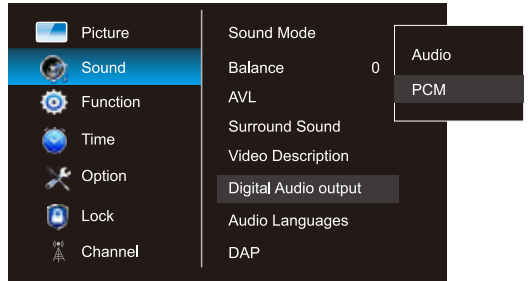 Picture
Sound
Function
Time
Option
Lock
Channel
Sound Mode
Balance 0
AVL
Surround Sound
Video Description
Digital Audio output
Audio Languages
DAP
Audio
PCM